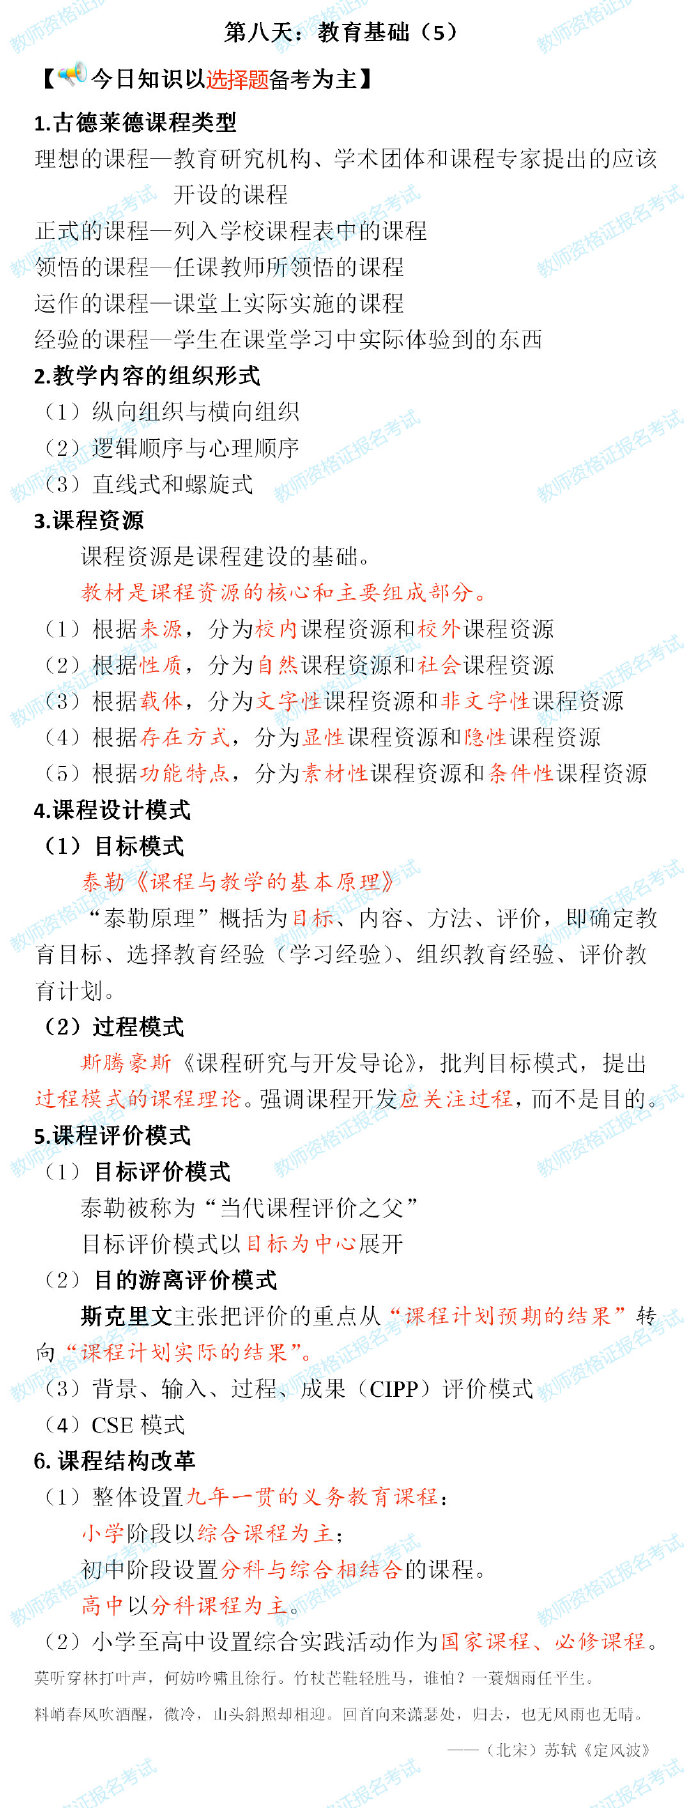 第八天：教育基础（5）
【今日知识以选择题备考为主】
1.古德莱德课程类型
理想的课程—教育研究机构、学术团体和课程专家提出的应该
开设的课程
正式的课程—列入学校课程表中的课程
领悟的课程—任课教师所领悟的课程
运作的课程—课堂上实际实施的课程
经验的课程—学生在课堂学习中实际体验到的东西
2.教学内容的组织形式
（1）纵向组织与横向组织
（2）逻辑顺序与心理顺序
（3）直线式和螺旋式
3.课程资源
课程资源是课程建设的基础。
教材是课程资源的核心和主要组成部分。
（1）根据来源，分为校内课程资源和校外课程资源
（2）根据性质，分为自然课程资源和社会课程资源
（3）根据载体，分为文字性课程资源和非文字性课程资源
（4）根据存在方式，分为显性课程资源和隐性课程资源
（5）根据功能特点，分为素材性课程资源和条件性课程资源
4.课程设计模式
（1）目标模式
泰勒《课程与教学的基本原理》
“泰勒原理”概括为目标、内容、方法、评价，即确定教
育目标、选择教育经验（学习经验）、组织教育经验、评价教
育计划。
（2）过程模式
斯腾豪斯《课程研究与开发导论》，批判目标模式，提出
过程模式的课程理论。强调课程开发应关注过程，而不是目的。
5.课程评价模式
（1）目标评价模式
泰勒被称为“当代课程评价之父”
目标评价模式以目标为中心展开
（2）目的游离评价模式
斯克里文主张把评价的重点从“课程计划预期的结果”转
向“课程计划实际的结果”。
（3）背景、输入、过程、成果（CIPP）评价模式
（4）CSE 模式
6. 课程结构改革
（1）整体设置九年一贯的义务教育课程：
小学阶段以综合课程为主；
初中阶段设置分科与综合相结合的课程。
高中以分科课程为主。
（2）小学至高中设置综合实践活动作为国家课程、必修课程。
莫听穿林打叶声，何妨吟啸且徐行。竹杖芒鞋轻胜马，谁怕？一蓑烟雨任平生。
料峭春风吹酒醒，微冷，山头斜照却相迎。回首向来潇瑟处，归去，也无风雨也无晴。
——（北宋）苏轼《定风波》
教师资格证报名考试